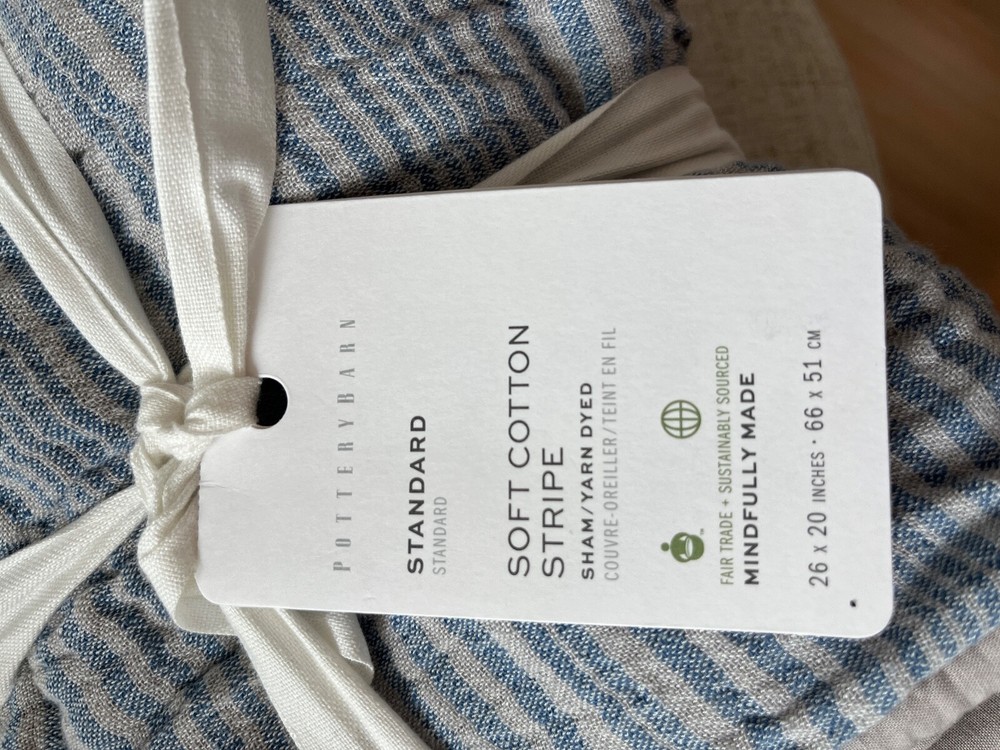 POTTERYBARN
STANDARD
STANDARD
SOFT COTTON
STRIPE
SHAM/YARN DYED
COUVRE-OREILLER/TEINT EN FIL
™
FAIR TRADE + SUSTAINABLY SOURCED
MINDFULLY MADE
26 x 20 INCHES · 66 x 51 CM